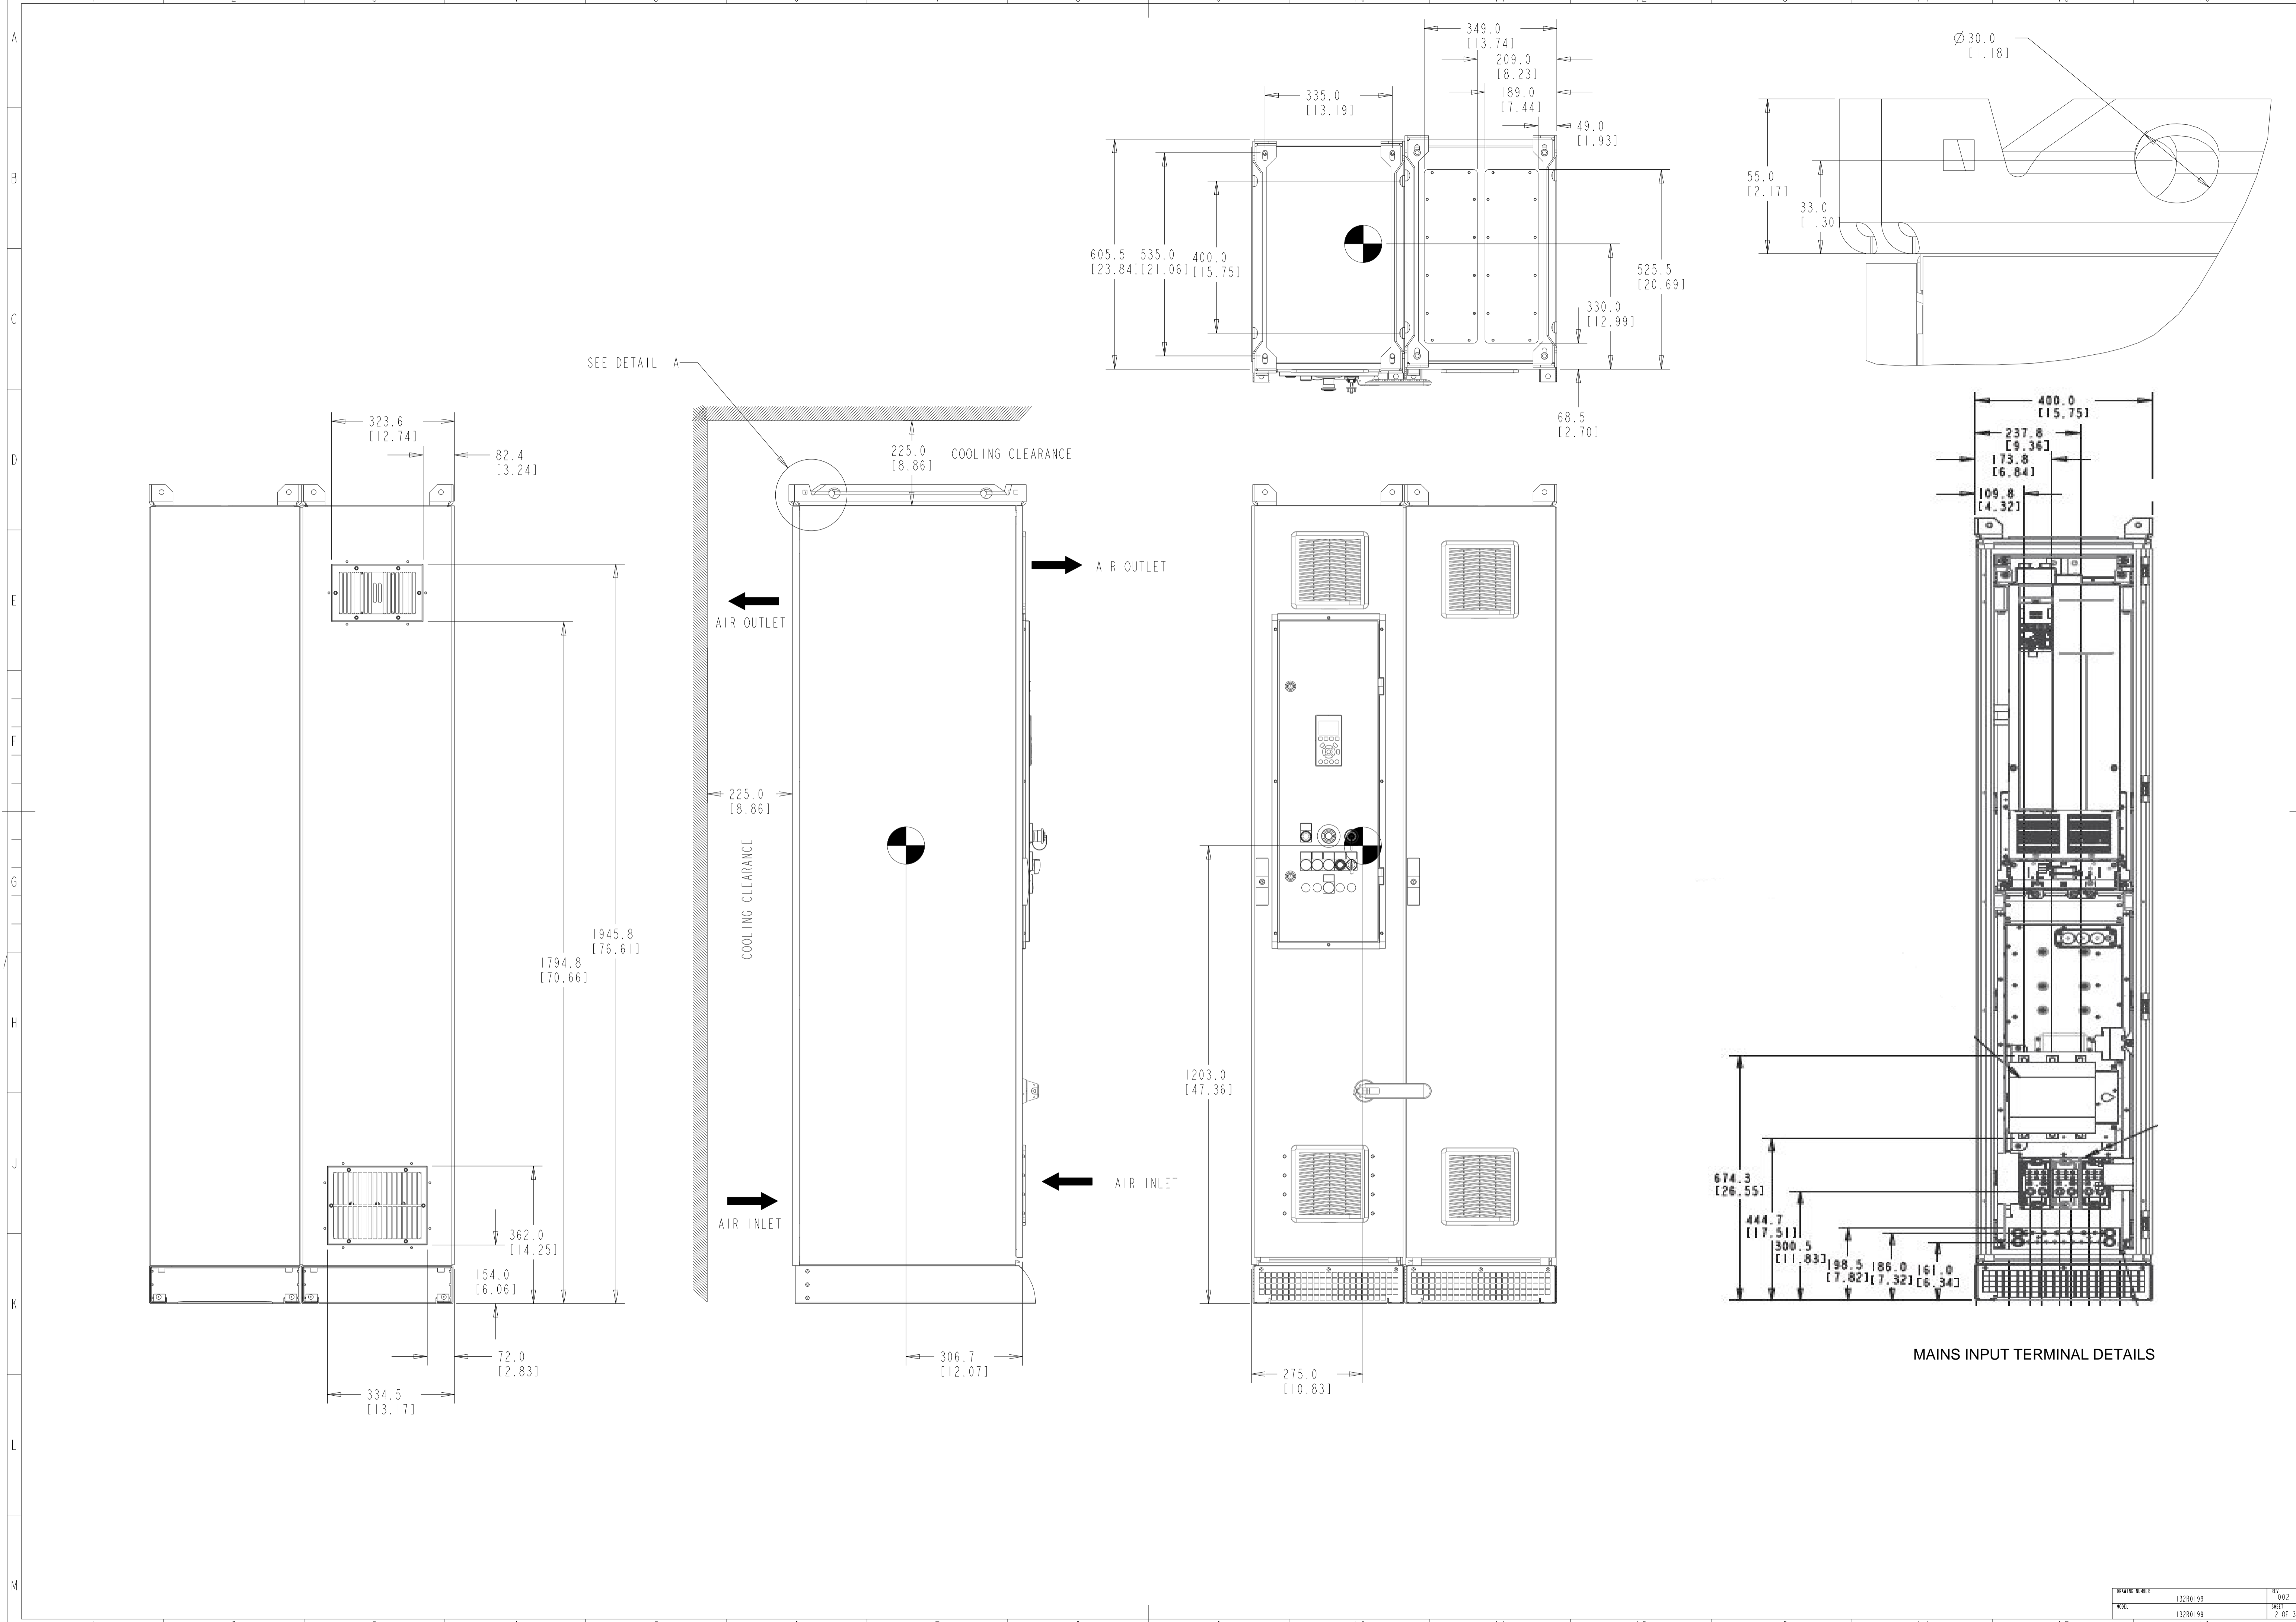 A
B
C
D
E
F
G
H
J
K
L
M
349.0
[13.74]
209.0
[8.23]
189.0
[7.44]
49.0
[1.93]
335.0
[13.19]
605.5
[23.84]
535.0
[21.06]
400.0
[15.75]
525.5
[20.69]
330.0
[12.99]
68.5
[2.70]
Ø30.0
[1.18]
55.0
[2.17]
33.0
[1.30]
SEE DETAIL A
323.6
[12.74]
82.4
[3.24]
1945.8
[76.61]
1794.8
[70.66]
362.0
[14.25]
154.0
[6.06]
72.0
[2.83]
334.5
[13.17]
225.0
[8.86]
COOLING CLEARANCE
AIR OUTLET
AIR OUTLET
225.0
[8.86]
COOLING CLEARANCE
AIR INLET
AIR INLET
306.7
[12.07]
1203.0
[47.36]
275.0
[10.83]
400.0
[15.75]
237.8
[9.36]
173.8
[6.84]
109.8
[4.32]
674.3
[26.55]
444.7
[17.51]
300.5
[11.83]
198.5
[7.82]
186.0
[7.32]
161.0
[6.34]
MAINS INPUT TERMINAL DETAILS
DRAWING NUMBER
132R0199
REV
002
MODEL
132R0199
SHEET
2 OF